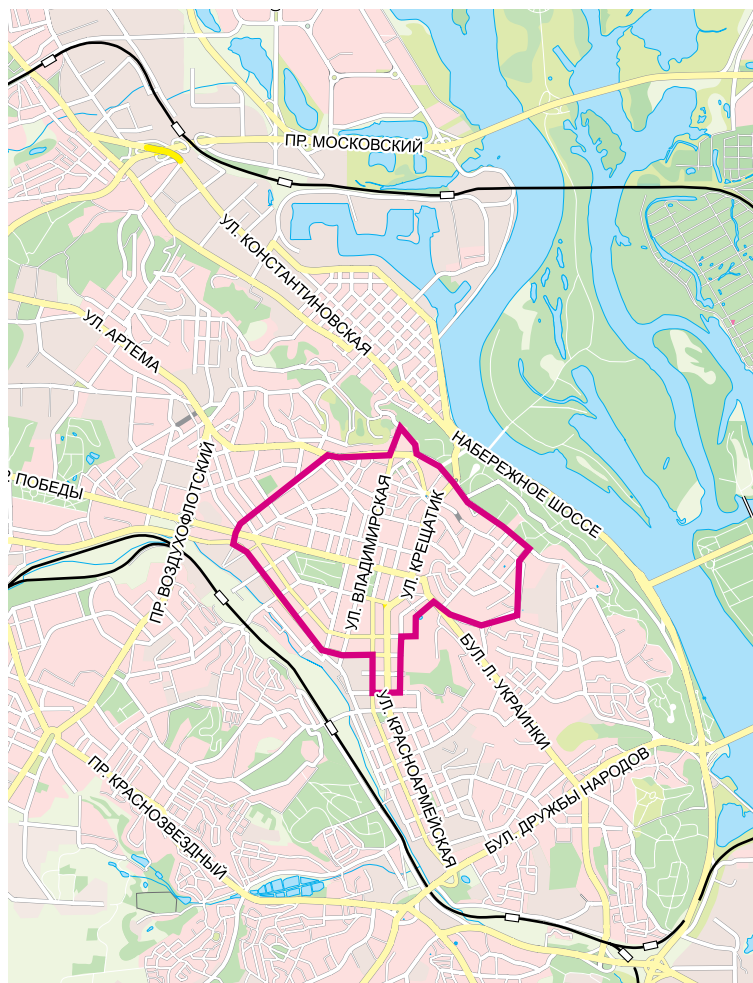 ПР. МОСКОВСКИЙ
УЛ. КОНСТАНТИНОВСКАЯ
УЛ. АРТЕМА
НАБЕРЕЖНОЕ ШОССЕ
Р. ПОБЕДЫ
ПР. ВОЗДУХОФЛОТСКИЙ
УЛ. ВЛАДИМИРСКАЯ
УЛ. КРЕЩАТИК
БУЛ. Л. УКРАИНКИ
УЛ. КРАСНОАРМЕЙСКАЯ
БУЛ. ДРУЖБЫ НАРОДОВ
ПР. КРАСНОЗВЕЗДНЫЙ